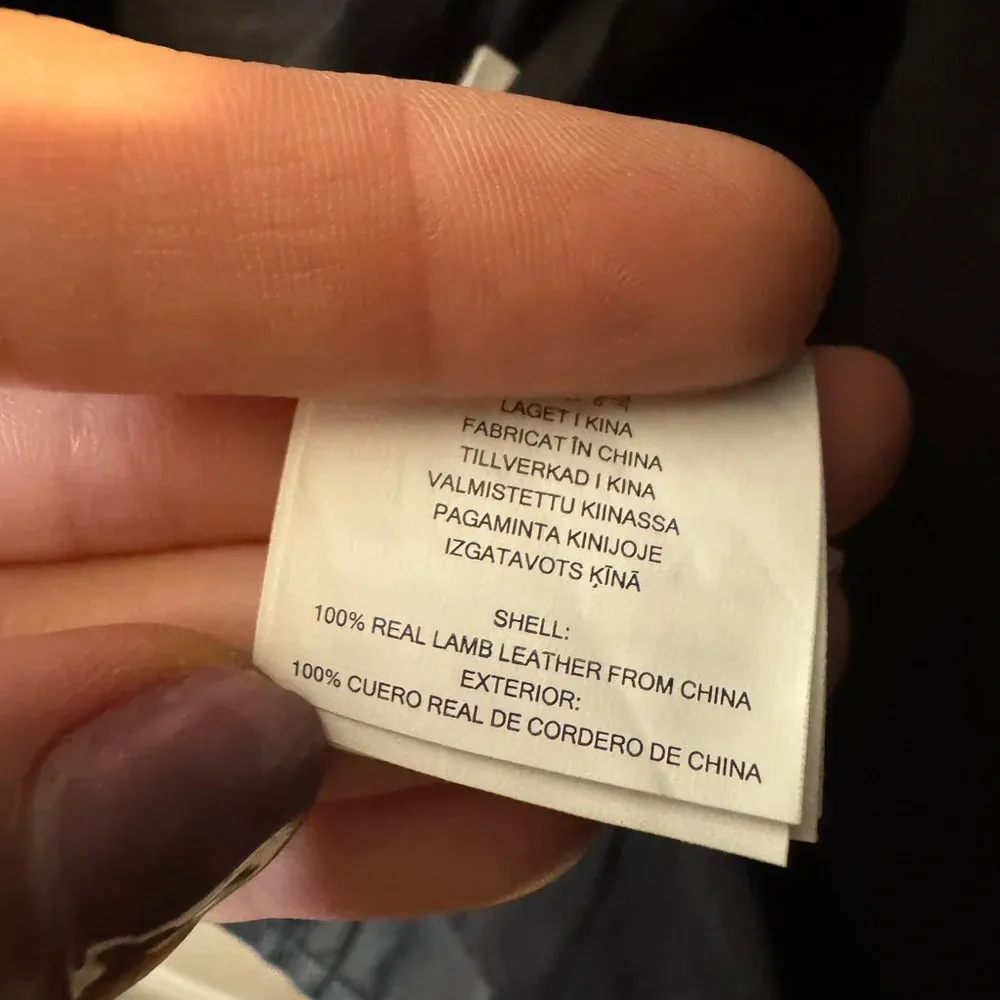 LAGET I KINA
FABRICAT ÎN CHINA
TILLVERKAD I KINA
VALMISTETTU KIINASSA
PAGAMINTA KINIJOJE
IZGATAVOTS ĶĪNĀ
SHELL:
100% REAL LAMB LEATHER FROM CHINA
EXTERIOR:
100% CUERO REAL DE CORDERO DE CHINA